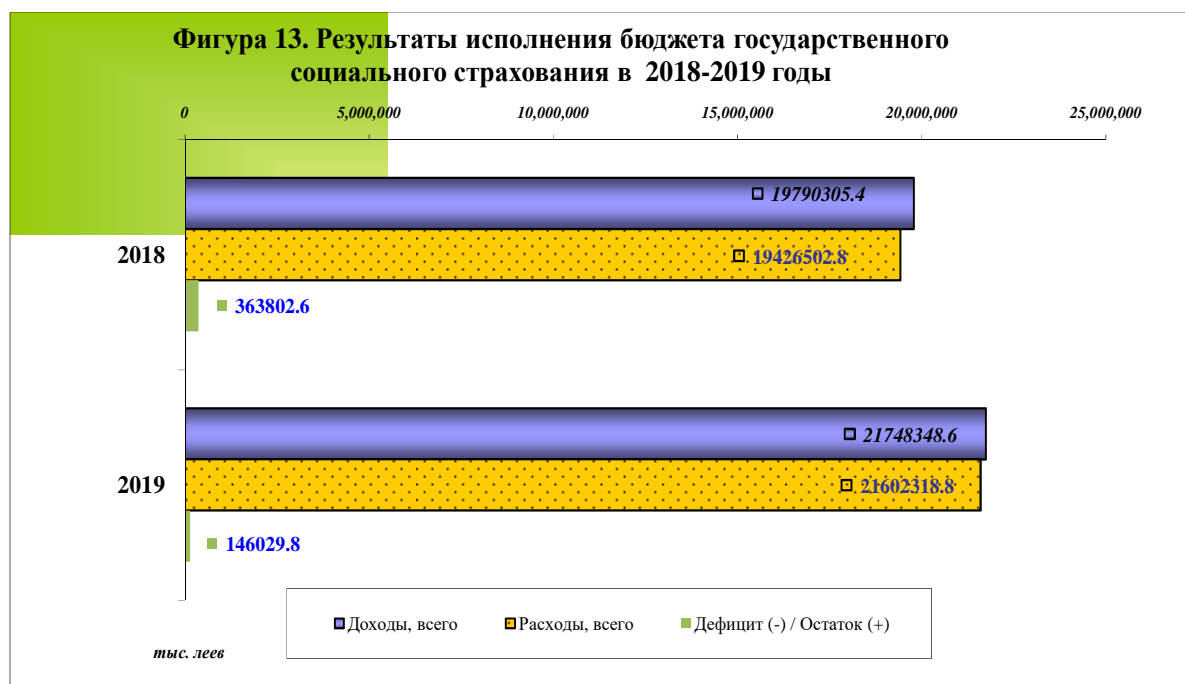 Фигура 13. Результаты исполнения бюджета государственного
социального страхования в 2018-2019 годы
0 5,000,000 10,000,000 15,000,000 20,000,000 25,000,000
19790305.4
2018
19426502.8
363802.6
21748348.6
2019
21602318.8
146029.8
Доходы, всего Расходы, всего Дефицит (-) / Остаток (+)
тыс. леев